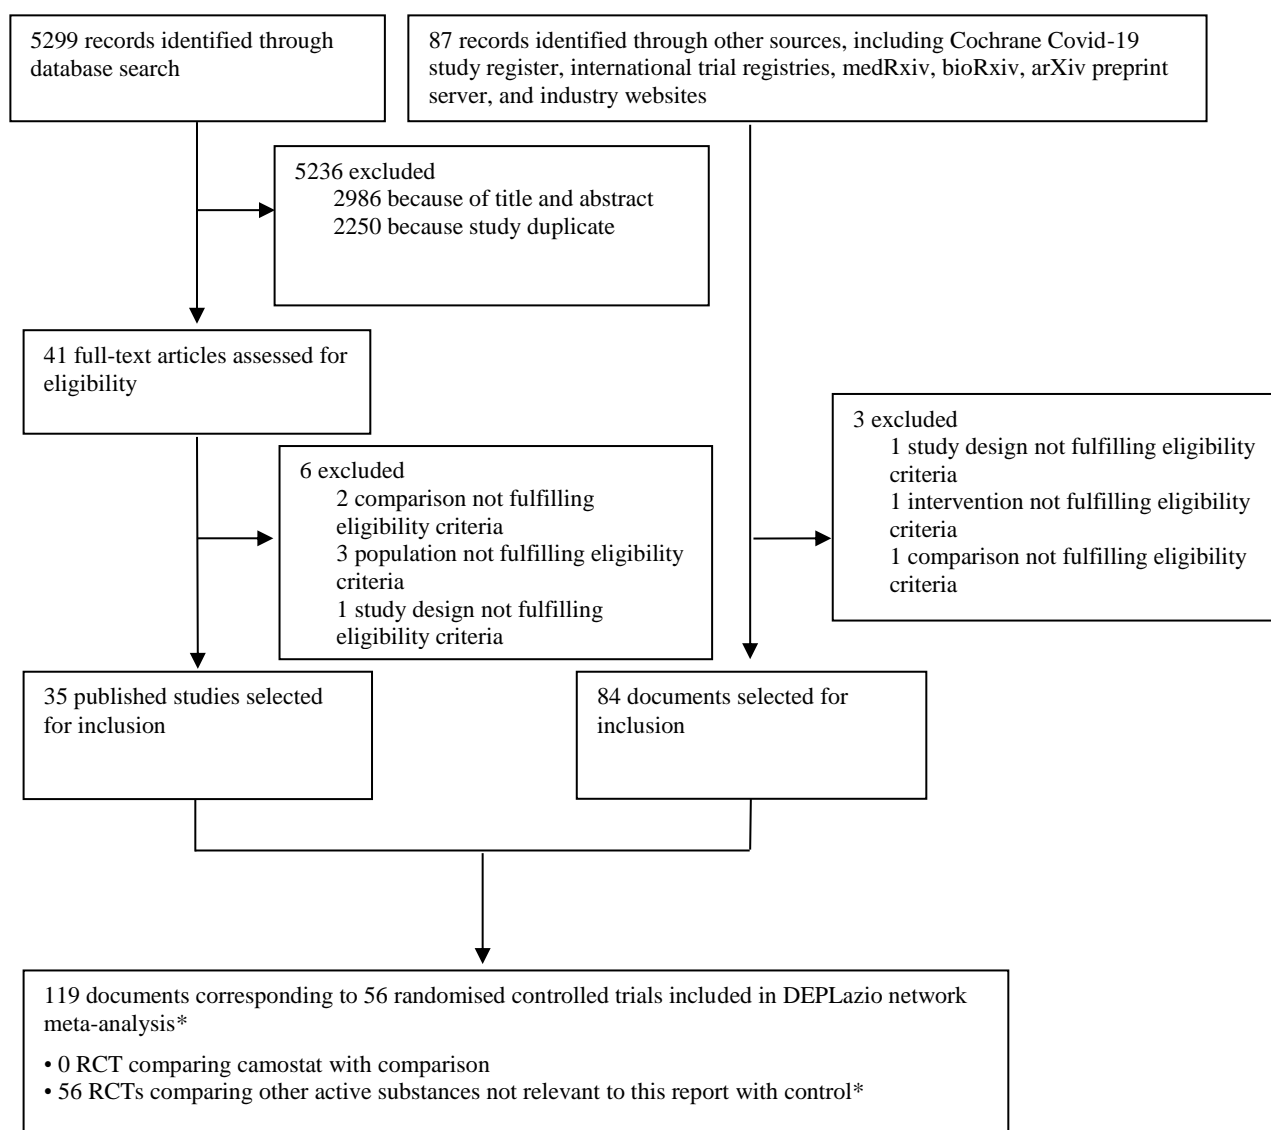 5299 records identified through
database search
87 records identified through other sources, including Cochrane Covid-19
study register, international trial registries, medRxiv, bioRxiv, arXiv preprint
server, and industry websites
5236 excluded
2986 because of title and abstract
2250 because study duplicate
41 full-text articles assessed for
eligibility
3 excluded
1 study design not fulfilling eligibility
criteria
1 intervention not fulfilling eligibility
criteria
1 comparison not fulfilling eligibility
criteria
6 excluded
2 comparison not fulfilling
eligibility criteria
3 population not fulfilling eligibility
criteria
1 study design not fulfilling
eligibility criteria
35 published studies selected
for inclusion
84 documents selected for
inclusion
119 documents corresponding to 56 randomised controlled trials included in DEPLazio network
meta-analysis*
• 0 RCT comparing camostat with comparison
• 56 RCTs comparing other active substances not relevant to this report with control*